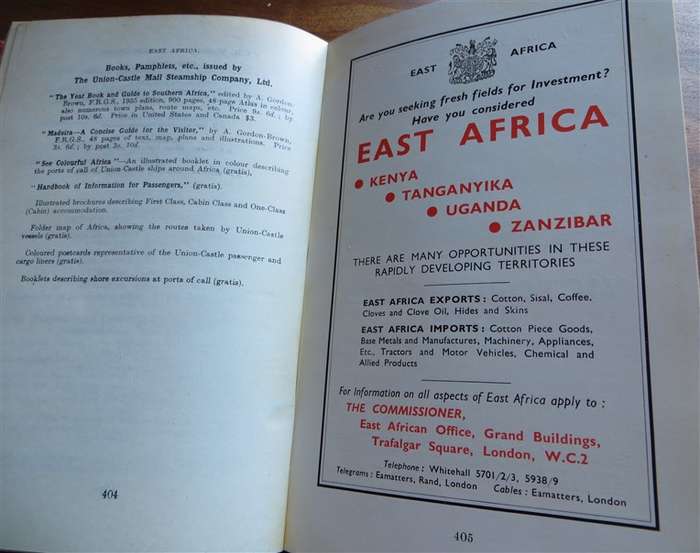 EAST AFRICA.
Books, Pamphlets, etc., issued by
The Union-Castle Mail Steamship Company, Ltd.
"The Year Book and Guide to Southern Africa," edited by A. Gordon-
Brown, F.R.G.S., 1955 edition, 900 pages, 48-page Atlas in colour,
also numerous town plans, route maps, etc. Price 9s. 6d.; by
post 10s. 6d. Price in United States and Canada $3.
"Madeira—A Concise Guide for the Visitor," by A. Gordon-Brown,
F.R.G.S., 48 pages of text, map, plans and illustrations. Price
2s. 6d.; by post 2s. 10d.
"See Colourful Africa"—An illustrated booklet in colour describing
the ports of call of Union-Castle ships around Africa (gratis).
"Handbook of Information for Passengers," (gratis).
Illustrated brochures describing First Class, Cabin Class and One-Class
(Cabin) accommodation.
Folder map of Africa, showing the routes taken by Union-Castle
vessels (gratis).
Coloured postcards representative of the Union-Castle passenger and
cargo liners (gratis).
Booklets describing shore excursions at ports of call (gratis).
404
EAST AFRICA
Are you seeking fresh fields for Investment?
Have you considered
EAST AFRICA
• KENYA
• TANGANYIKA
• UGANDA
• ZANZIBAR
THERE ARE MANY OPPORTUNITIES IN THESE
RAPIDLY DEVELOPING TERRITORIES
EAST AFRICA EXPORTS: Cotton, Sisal, Coffee,
Cloves and Clove Oil, Hides and Skins
EAST AFRICA IMPORTS: Cotton Piece Goods,
Base Metals and Manufactures, Machinery, Appliances,
Etc., Tractors and Motor Vehicles, Chemical and
Allied Products
For Information on all aspects of East Africa apply to:
THE COMMISSIONER,
East African Office, Grand Buildings,
Trafalgar Square, London, W.C.2
Telephone: Whitehall 5701/2/3, 5938/9
Telegrams: Eamatters, Rand, London Cables: Eamatters, London
405